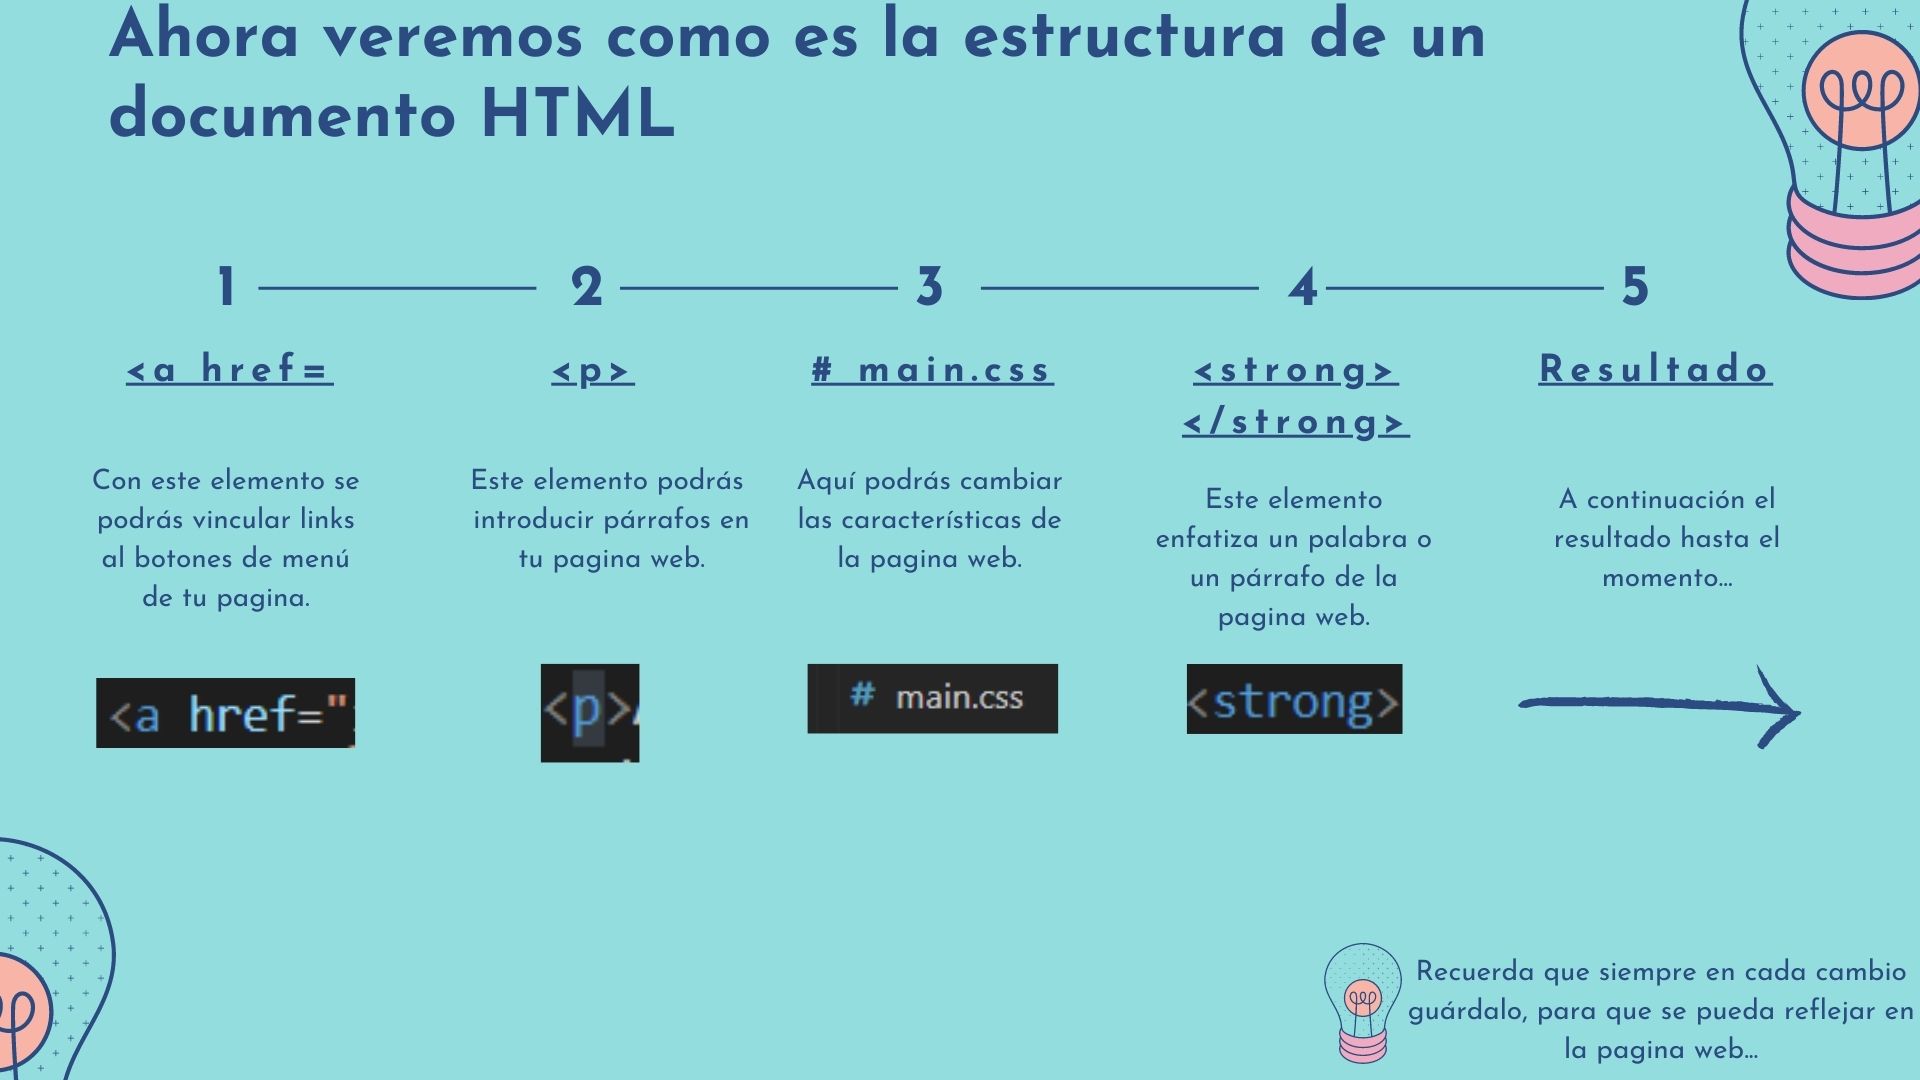 Ahora veremos como es la estructura de un
documento HTML
1
2
3
4
5
<a href=
Con este elemento se
podrás vincular links
al botones de menú
de tu pagina.
<a href="
<p>
Este elemento podrás
introducir párrafos en
tu pagina web.
<p>
# main.css
Aquí podrás cambiar
las características de
la pagina web.
# main.css
<strong>
</strong>
Este elemento
enfatiza un palabra o
un párrafo de la
pagina web.
<strong>
Resultado
A continuación el
resultado hasta el
momento...
Recuerda que siempre en cada cambio
guárdalo, para que se pueda reflejar en
la pagina web...